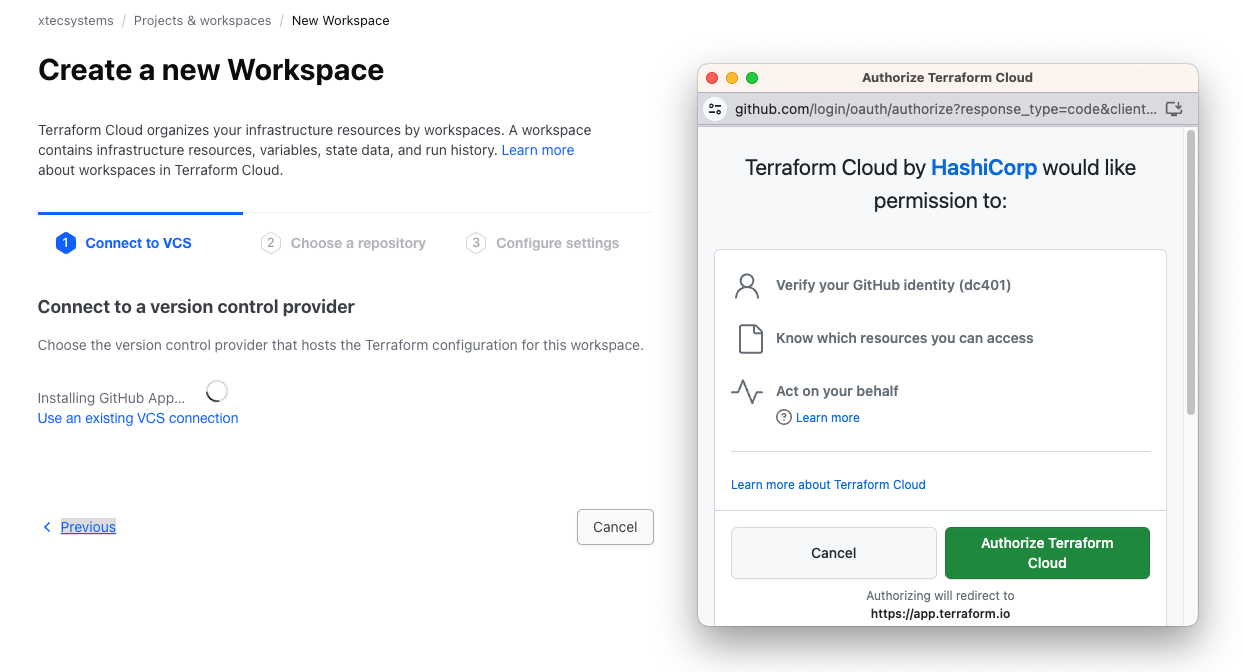 xtecsystems / Projects & workspaces / New Workspace
Create a new Workspace
Terraform Cloud organizes your infrastructure resources by workspaces. A workspace
contains infrastructure resources, variables, state data, and run history. Learn more
about workspaces in Terraform Cloud.
1 Connect to VCS 2 Choose a repository 3 Configure settings
Connect to a version control provider
Choose the version control provider that hosts the Terraform configuration for this workspace.
Installing GitHub App...
Use an existing VCS connection
Previous
Cancel
Authorize Terraform Cloud
github.com/login/oauth/authorize?response_type=code&client...
Terraform Cloud by HashiCorp would like
permission to:
Verify your GitHub identity (dc401)
Know which resources you can access
Act on your behalf
? Learn more
Learn more about Terraform Cloud
Cancel
Authorize Terraform
Cloud
Authorizing will redirect to
https://app.terraform.io